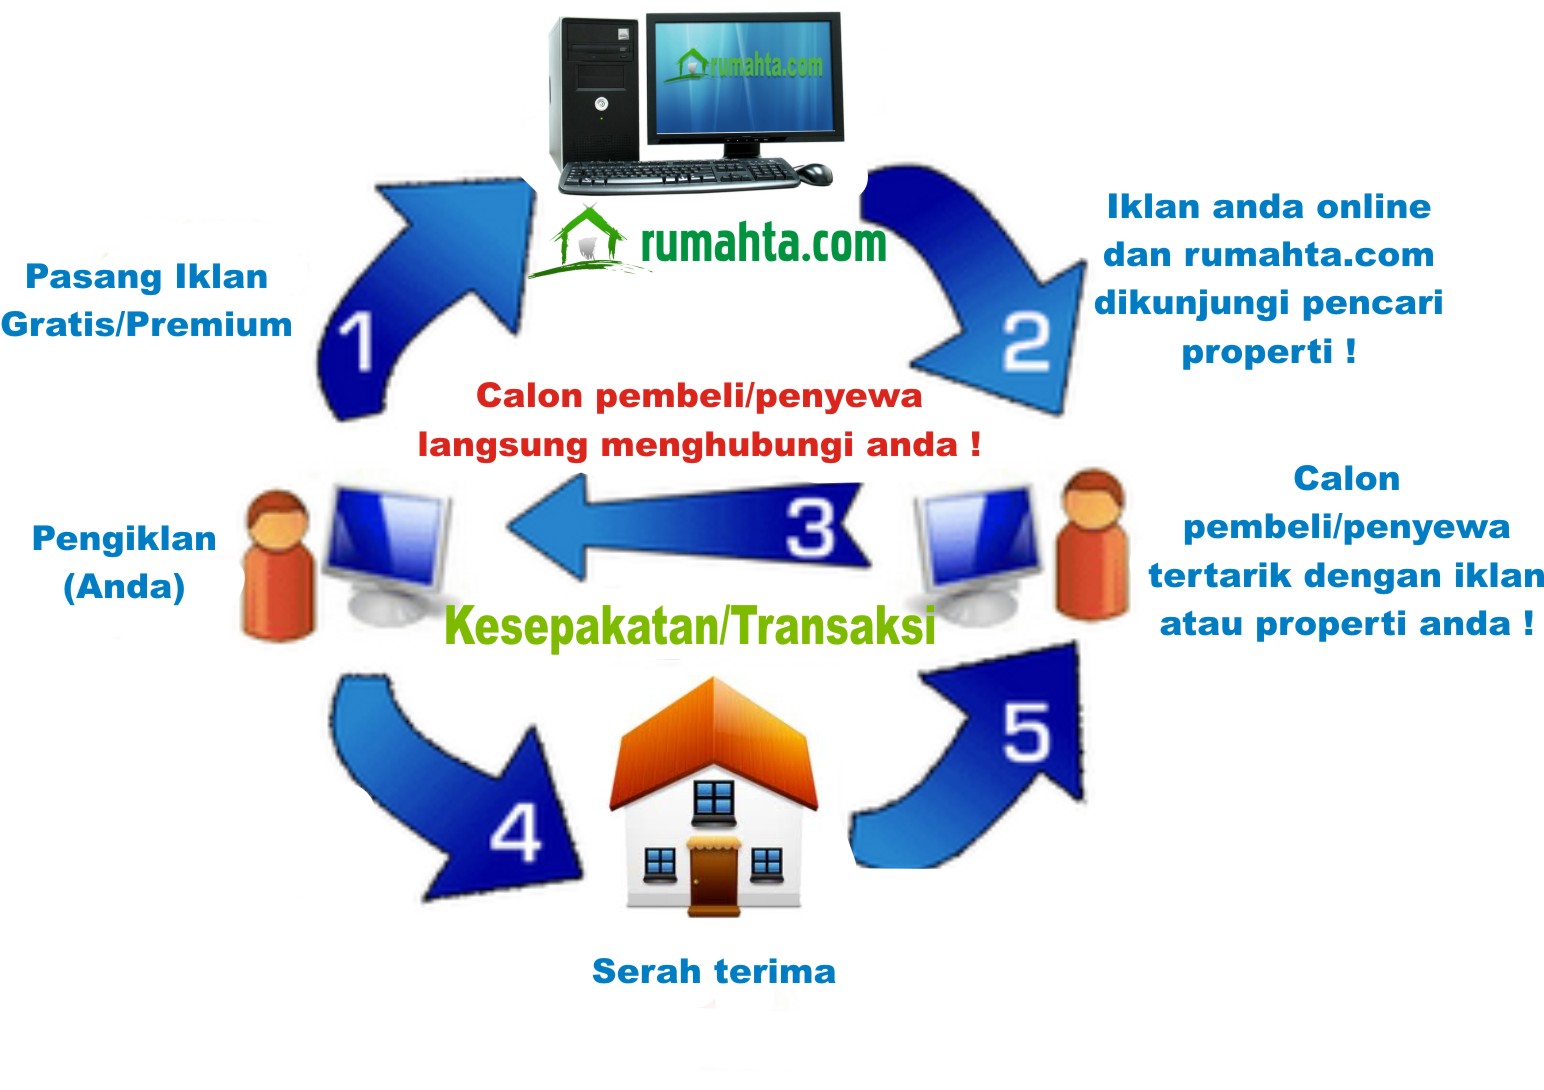 rumahta.com
rumahta.com
Pasang Iklan
Gratis/Premium
1
2
Iklan anda online
dan rumahta.com
dikunjungi pencari
properti !
Calon pembeli/penyewa
langsung menghubungi anda !
3
Pengiklan
(Anda)
Calon
pembeli/penyewa
tertarik dengan iklan
atau properti anda !
Kesepakatan/Transaksi
4
5
Serah terima